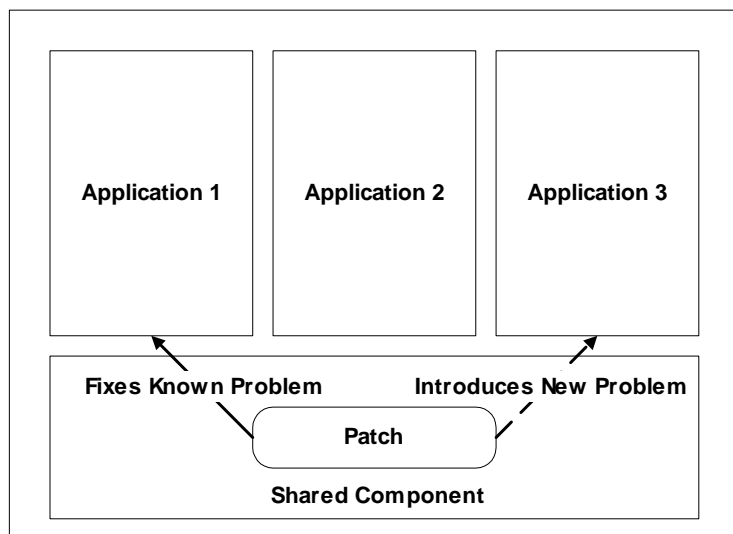 Application 1
Application 2
Application 3
Fixes Known Problem
Introduces New Problem
Patch
Shared Component